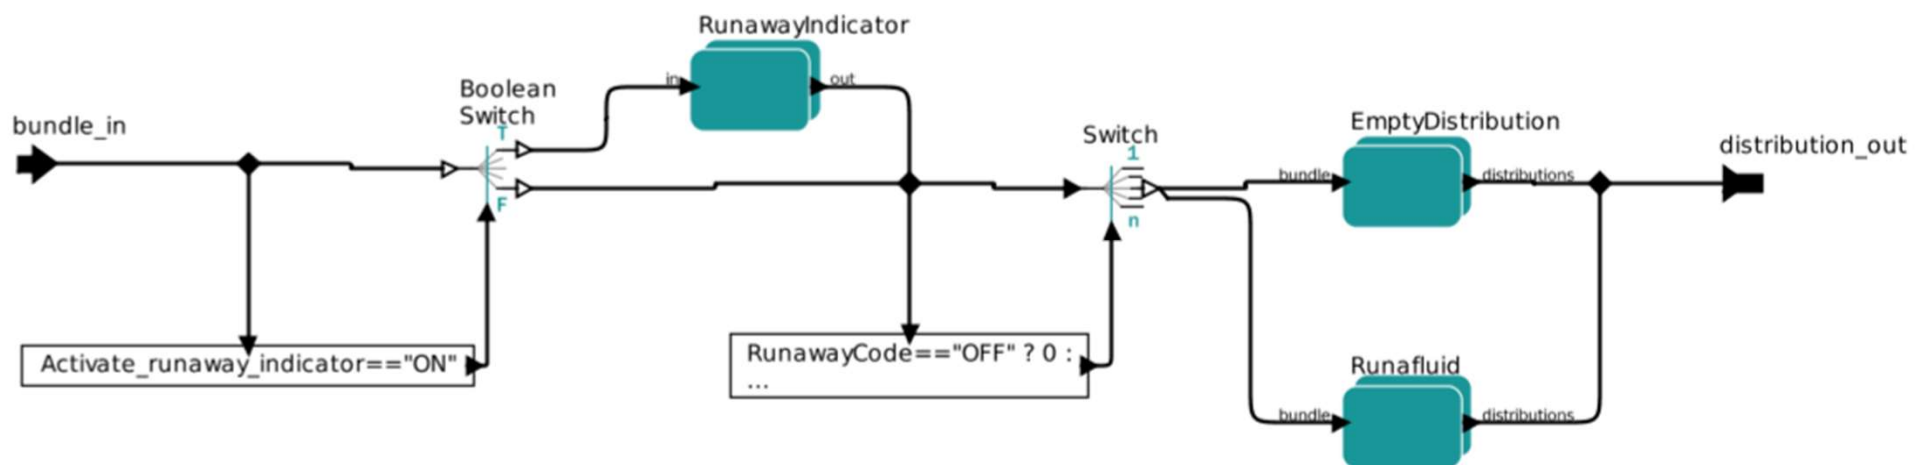 RunawayIndicator
in
out
Boolean
Switch
T
F
bundle_in
Switch
1
n
EmptyDistribution
bundle
distributions
distribution_out
Activate_runaway_indicator=="ON"
RunawayCode=="OFF" ? 0 :
...
Runafluid
bundle
distributions